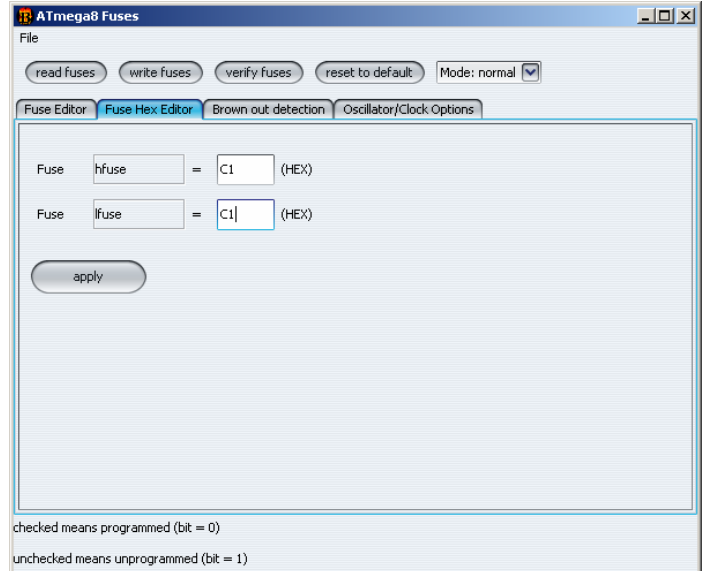 ATmega8 Fuses
File
read fuses write fuses verify fuses reset to default Mode: normal
Fuse Editor Fuse Hex Editor Brown out detection Oscillator/Clock Options
Fuse hfuse = C1 (HEX)
Fuse lfuse = C1 (HEX)
apply
checked means programmed (bit = 0)
unchecked means unprogrammed (bit = 1)